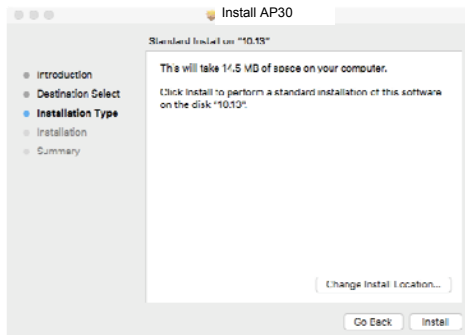 Install AP30
Standard Install on "10.13"
Introduction
Destination Select
Installation Type
Installation
Summary
This will take 14.5 MB of space on your computer.
Click Install to perform a standard installation of this software
on the disk "10.13".
Change Install Location...
Go Back
Install